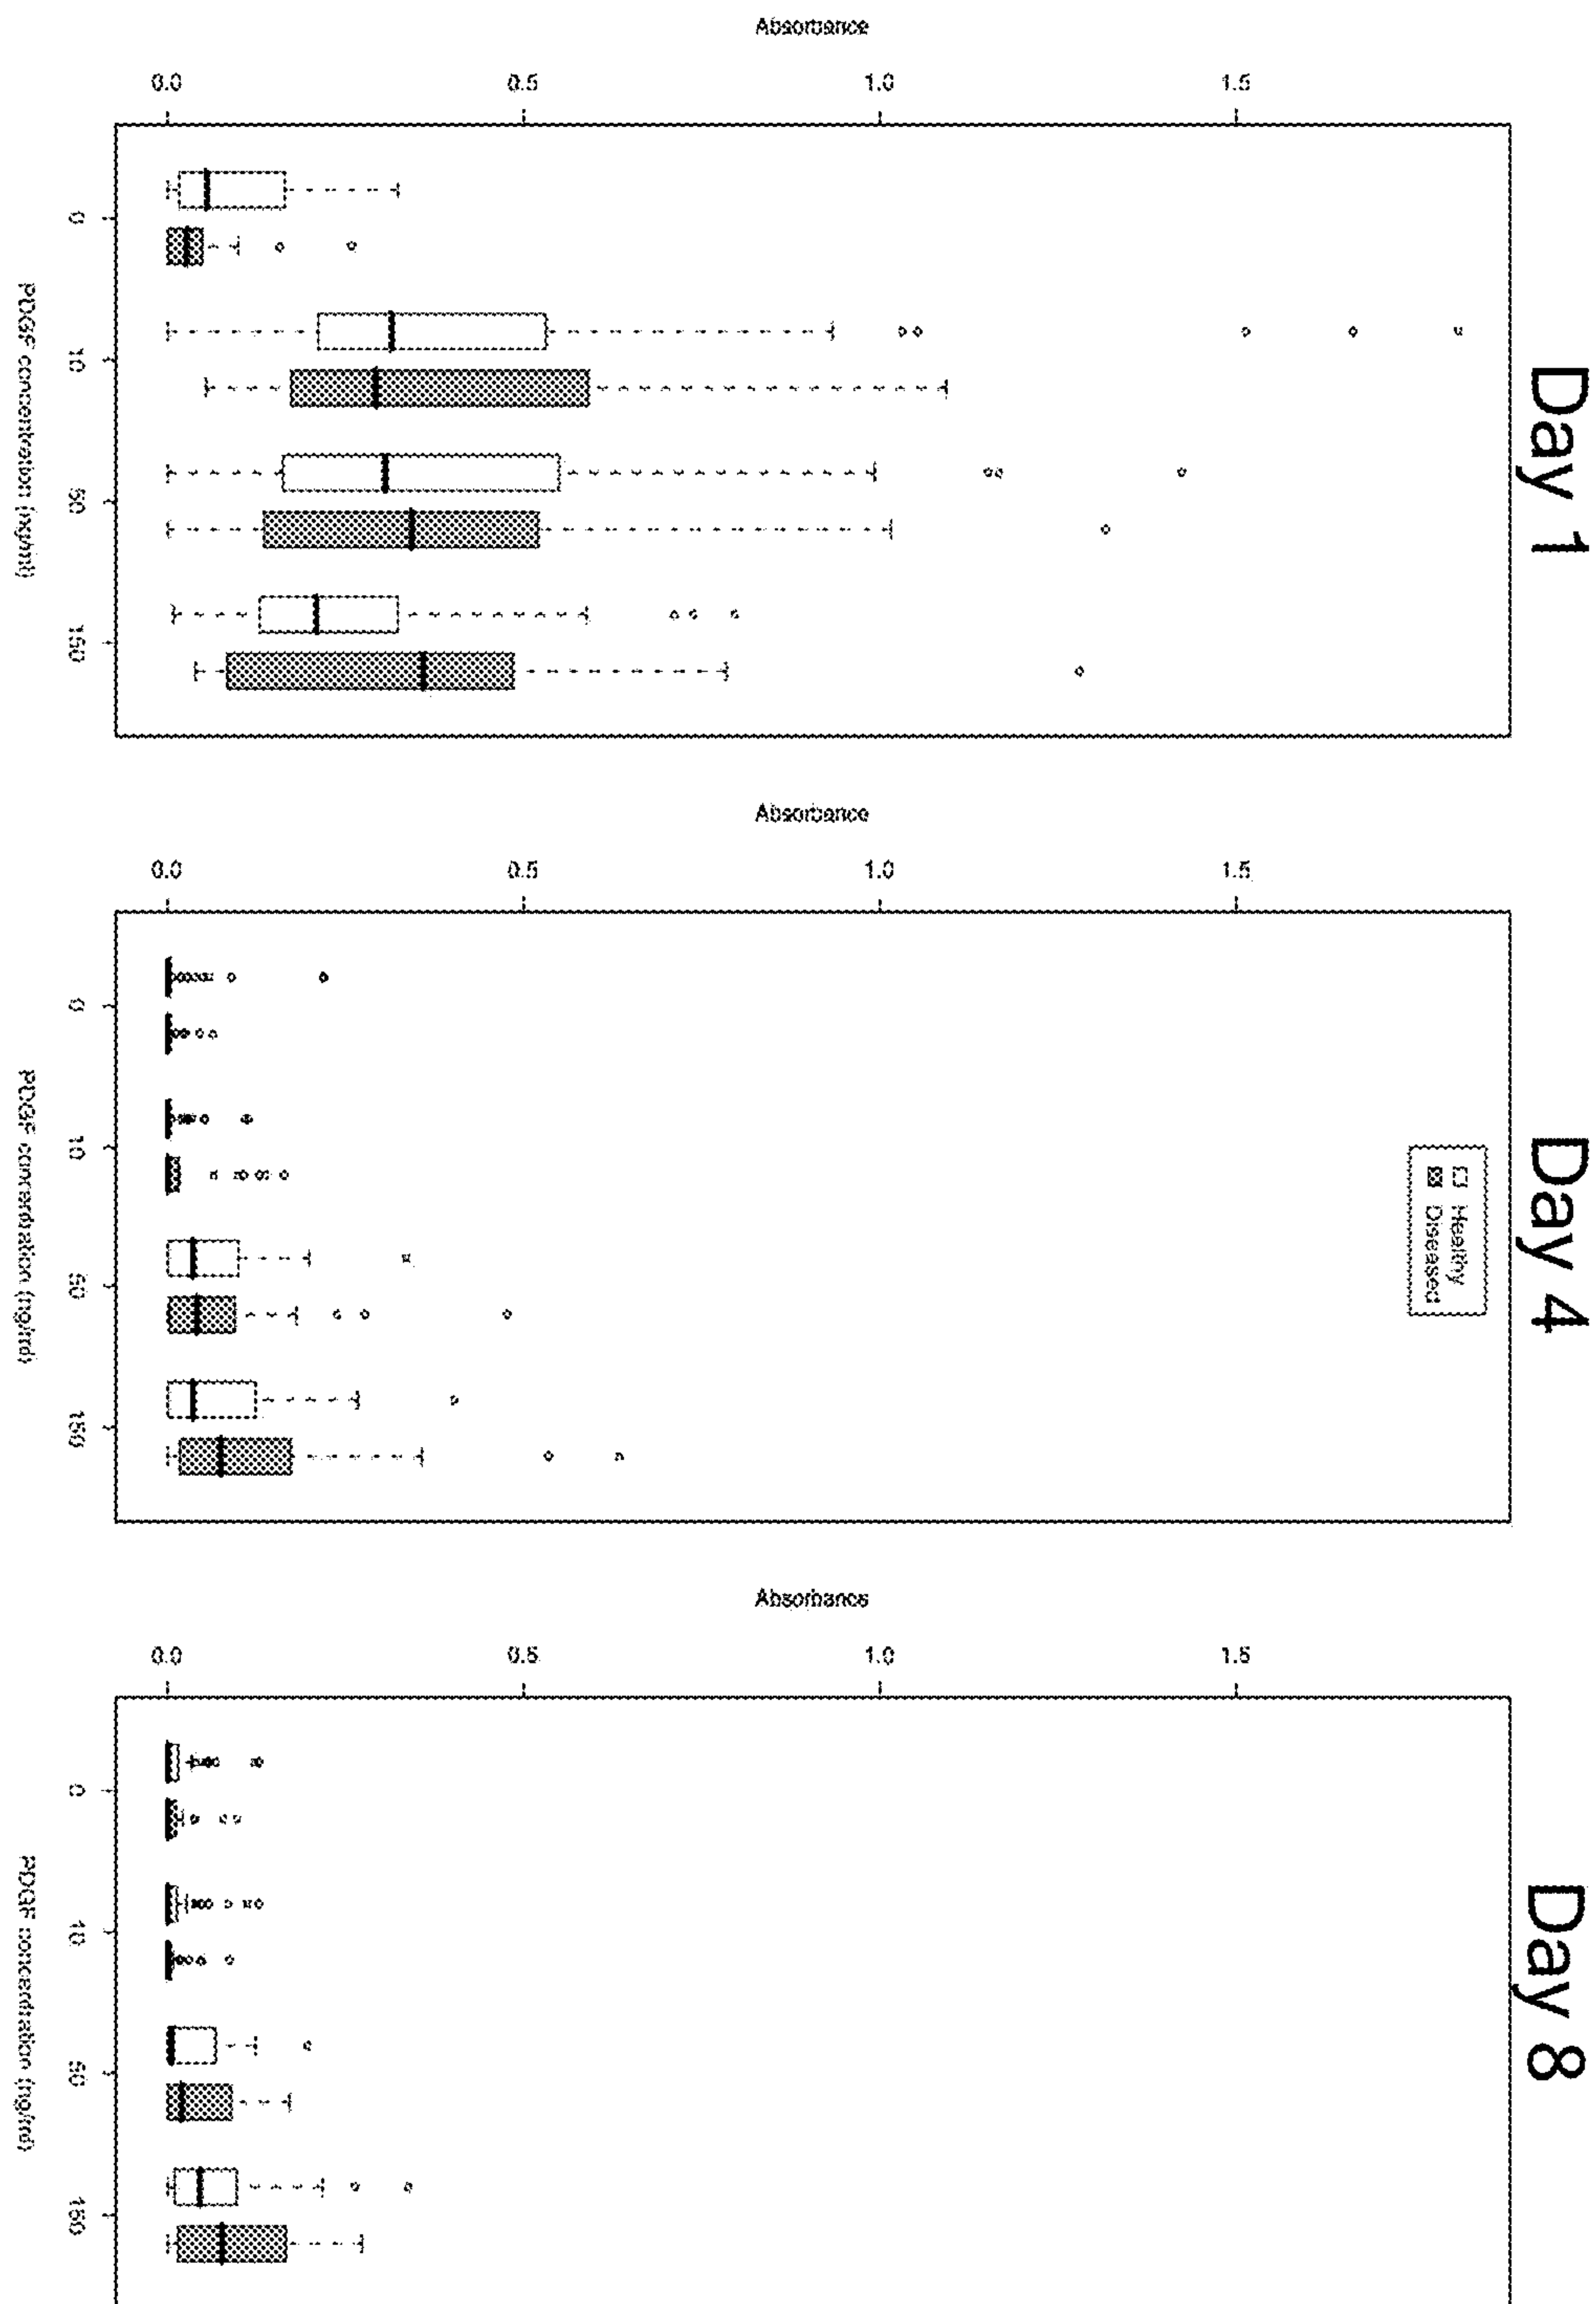 Day 1
Absorbance
0.0
0.5
1.0
1.5
0
10
50
150
PDGF concentration (ng/ml)
Day 4
Absorbance
0.0
0.5
1.0
1.5
Healthy
Diseased
0
10
50
150
PDGF concentration (ng/ml)
Day 8
Absorbance
0.0
0.5
1.0
1.5
0
10
50
150
PDGF concentration (ng/ml)